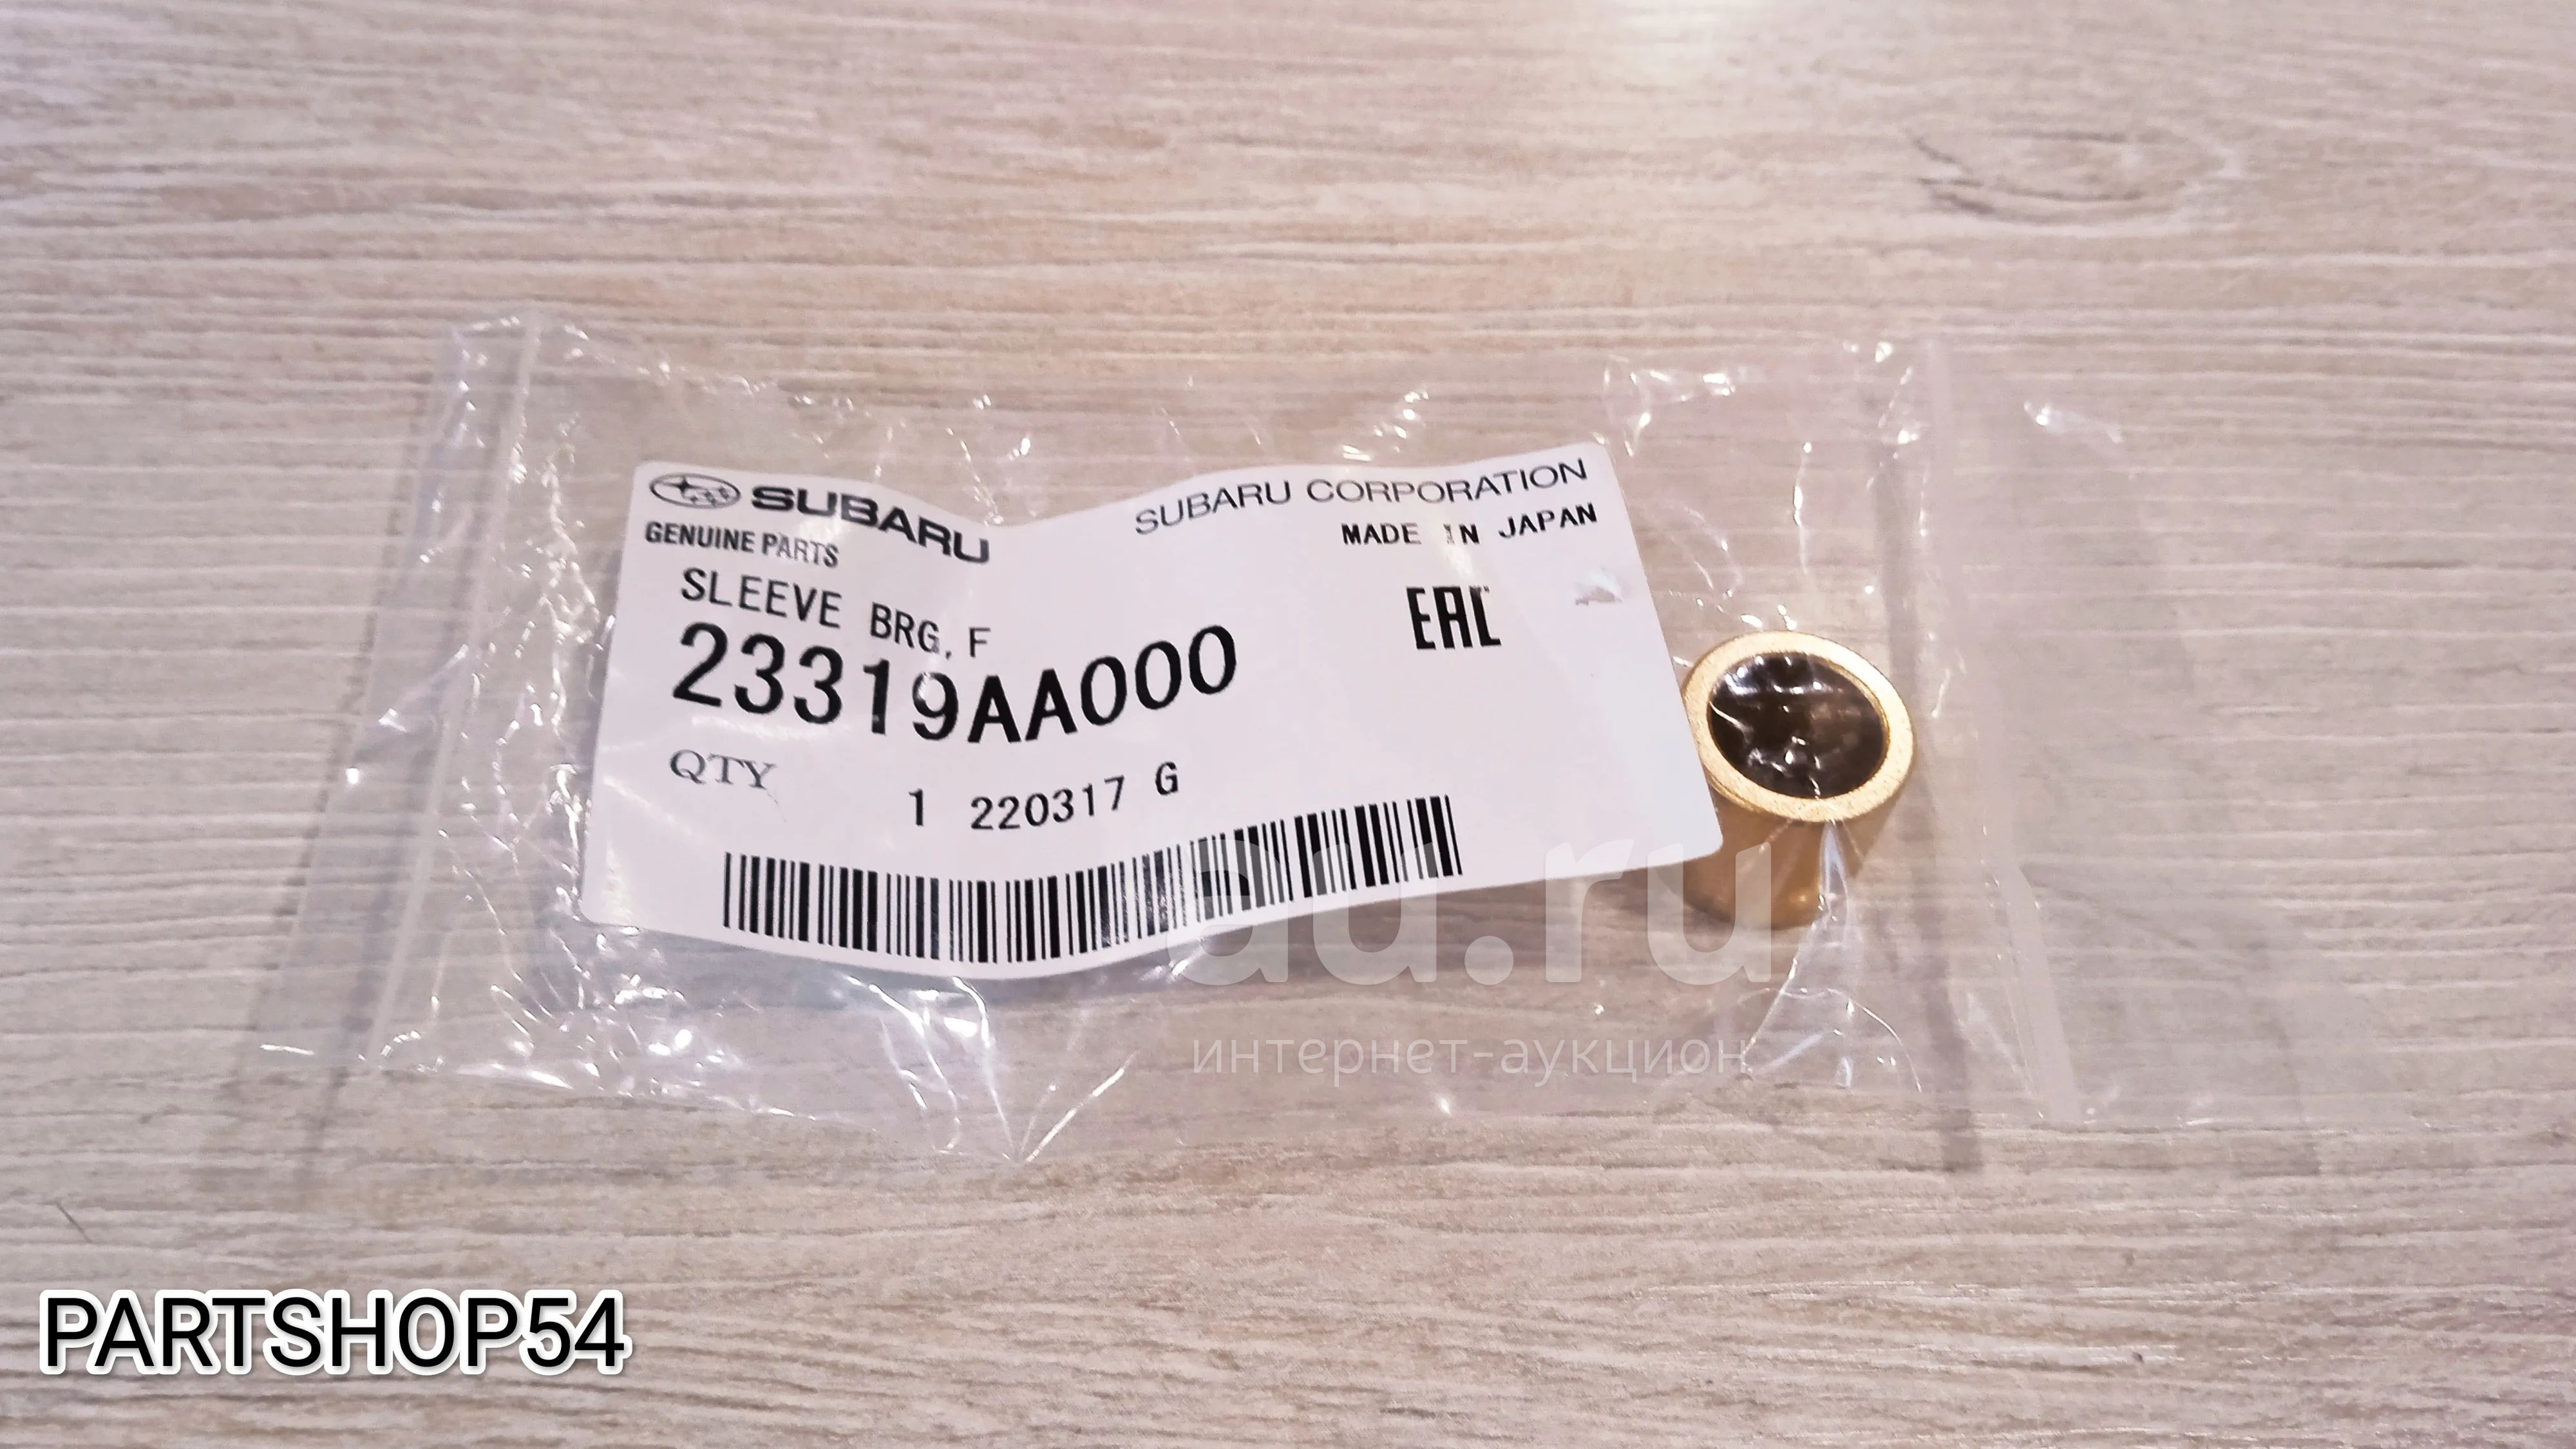 SUBARU
SUBARU CORPORATION
GENUINE PARTS
MADE IN JAPAN
SLEEVE BRG, F
23319AA000
EAC
QTY
1 220317 G
au.ru
интернет-аукцион
PARTSHOP54